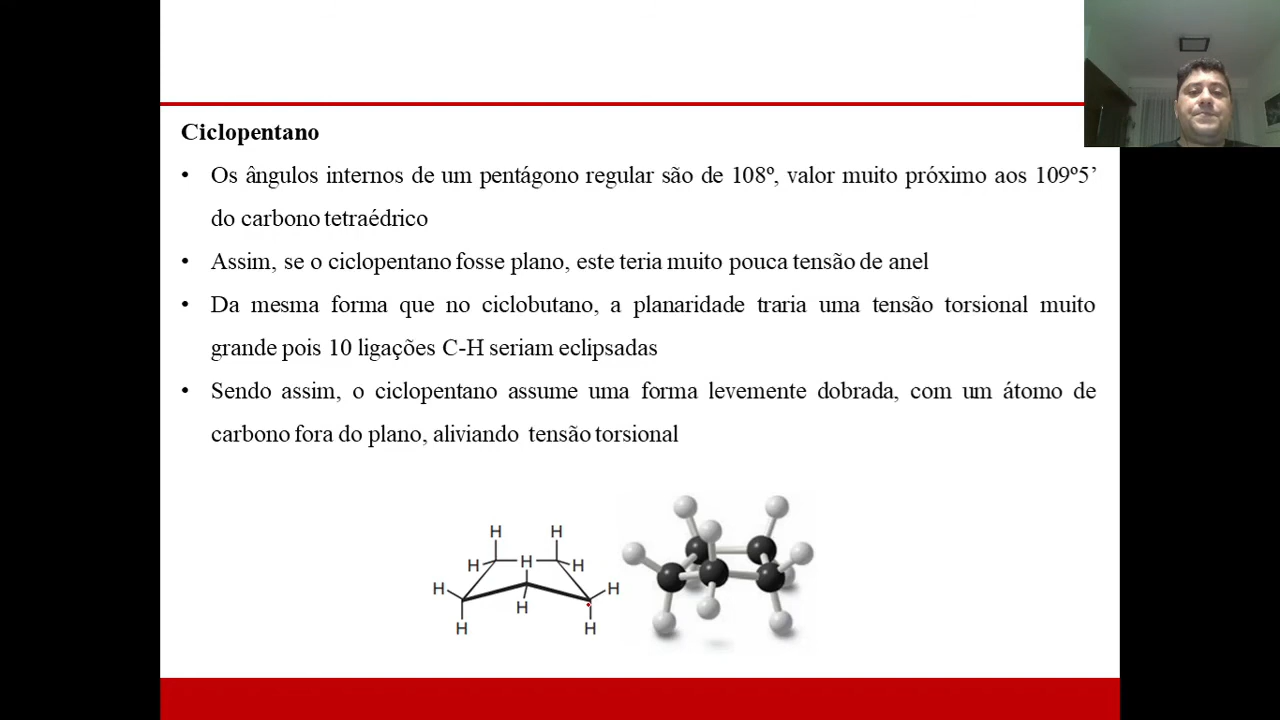 Ciclopentano
• Os ângulos internos de um pentágono regular são de 108º, valor muito próximo aos 109º5’
do carbono tetraédrico
• Assim, se o ciclopentano fosse plano, este teria muito pouca tensão de anel
• Da mesma forma que no ciclobutano, a planaridade traria uma tensão torsional muito
grande pois 10 ligações C-H seriam eclipsadas
• Sendo assim, o ciclopentano assume uma forma levemente dobrada, com um átomo de
carbono fora do plano, aliviando tensão torsional
H H
H H H
H H
H
H H